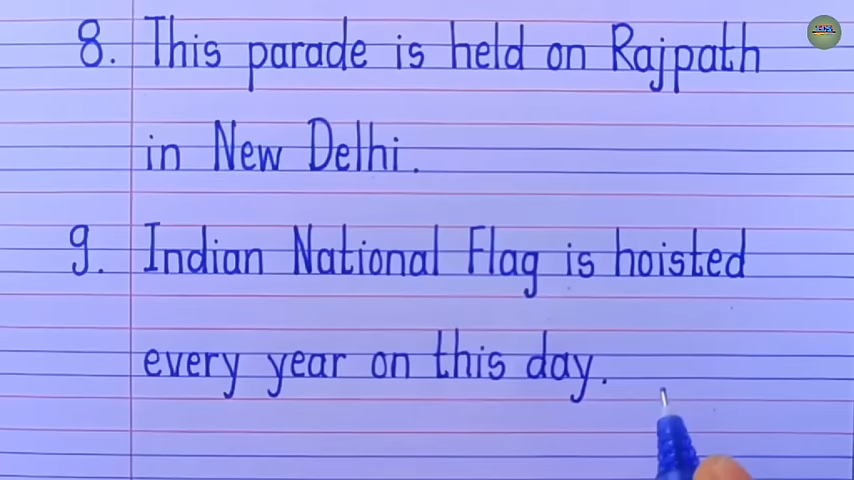 8. This parade is held on Rajpath
in New Delhi.
9. Indian National Flag is hoisted
every year on this day.